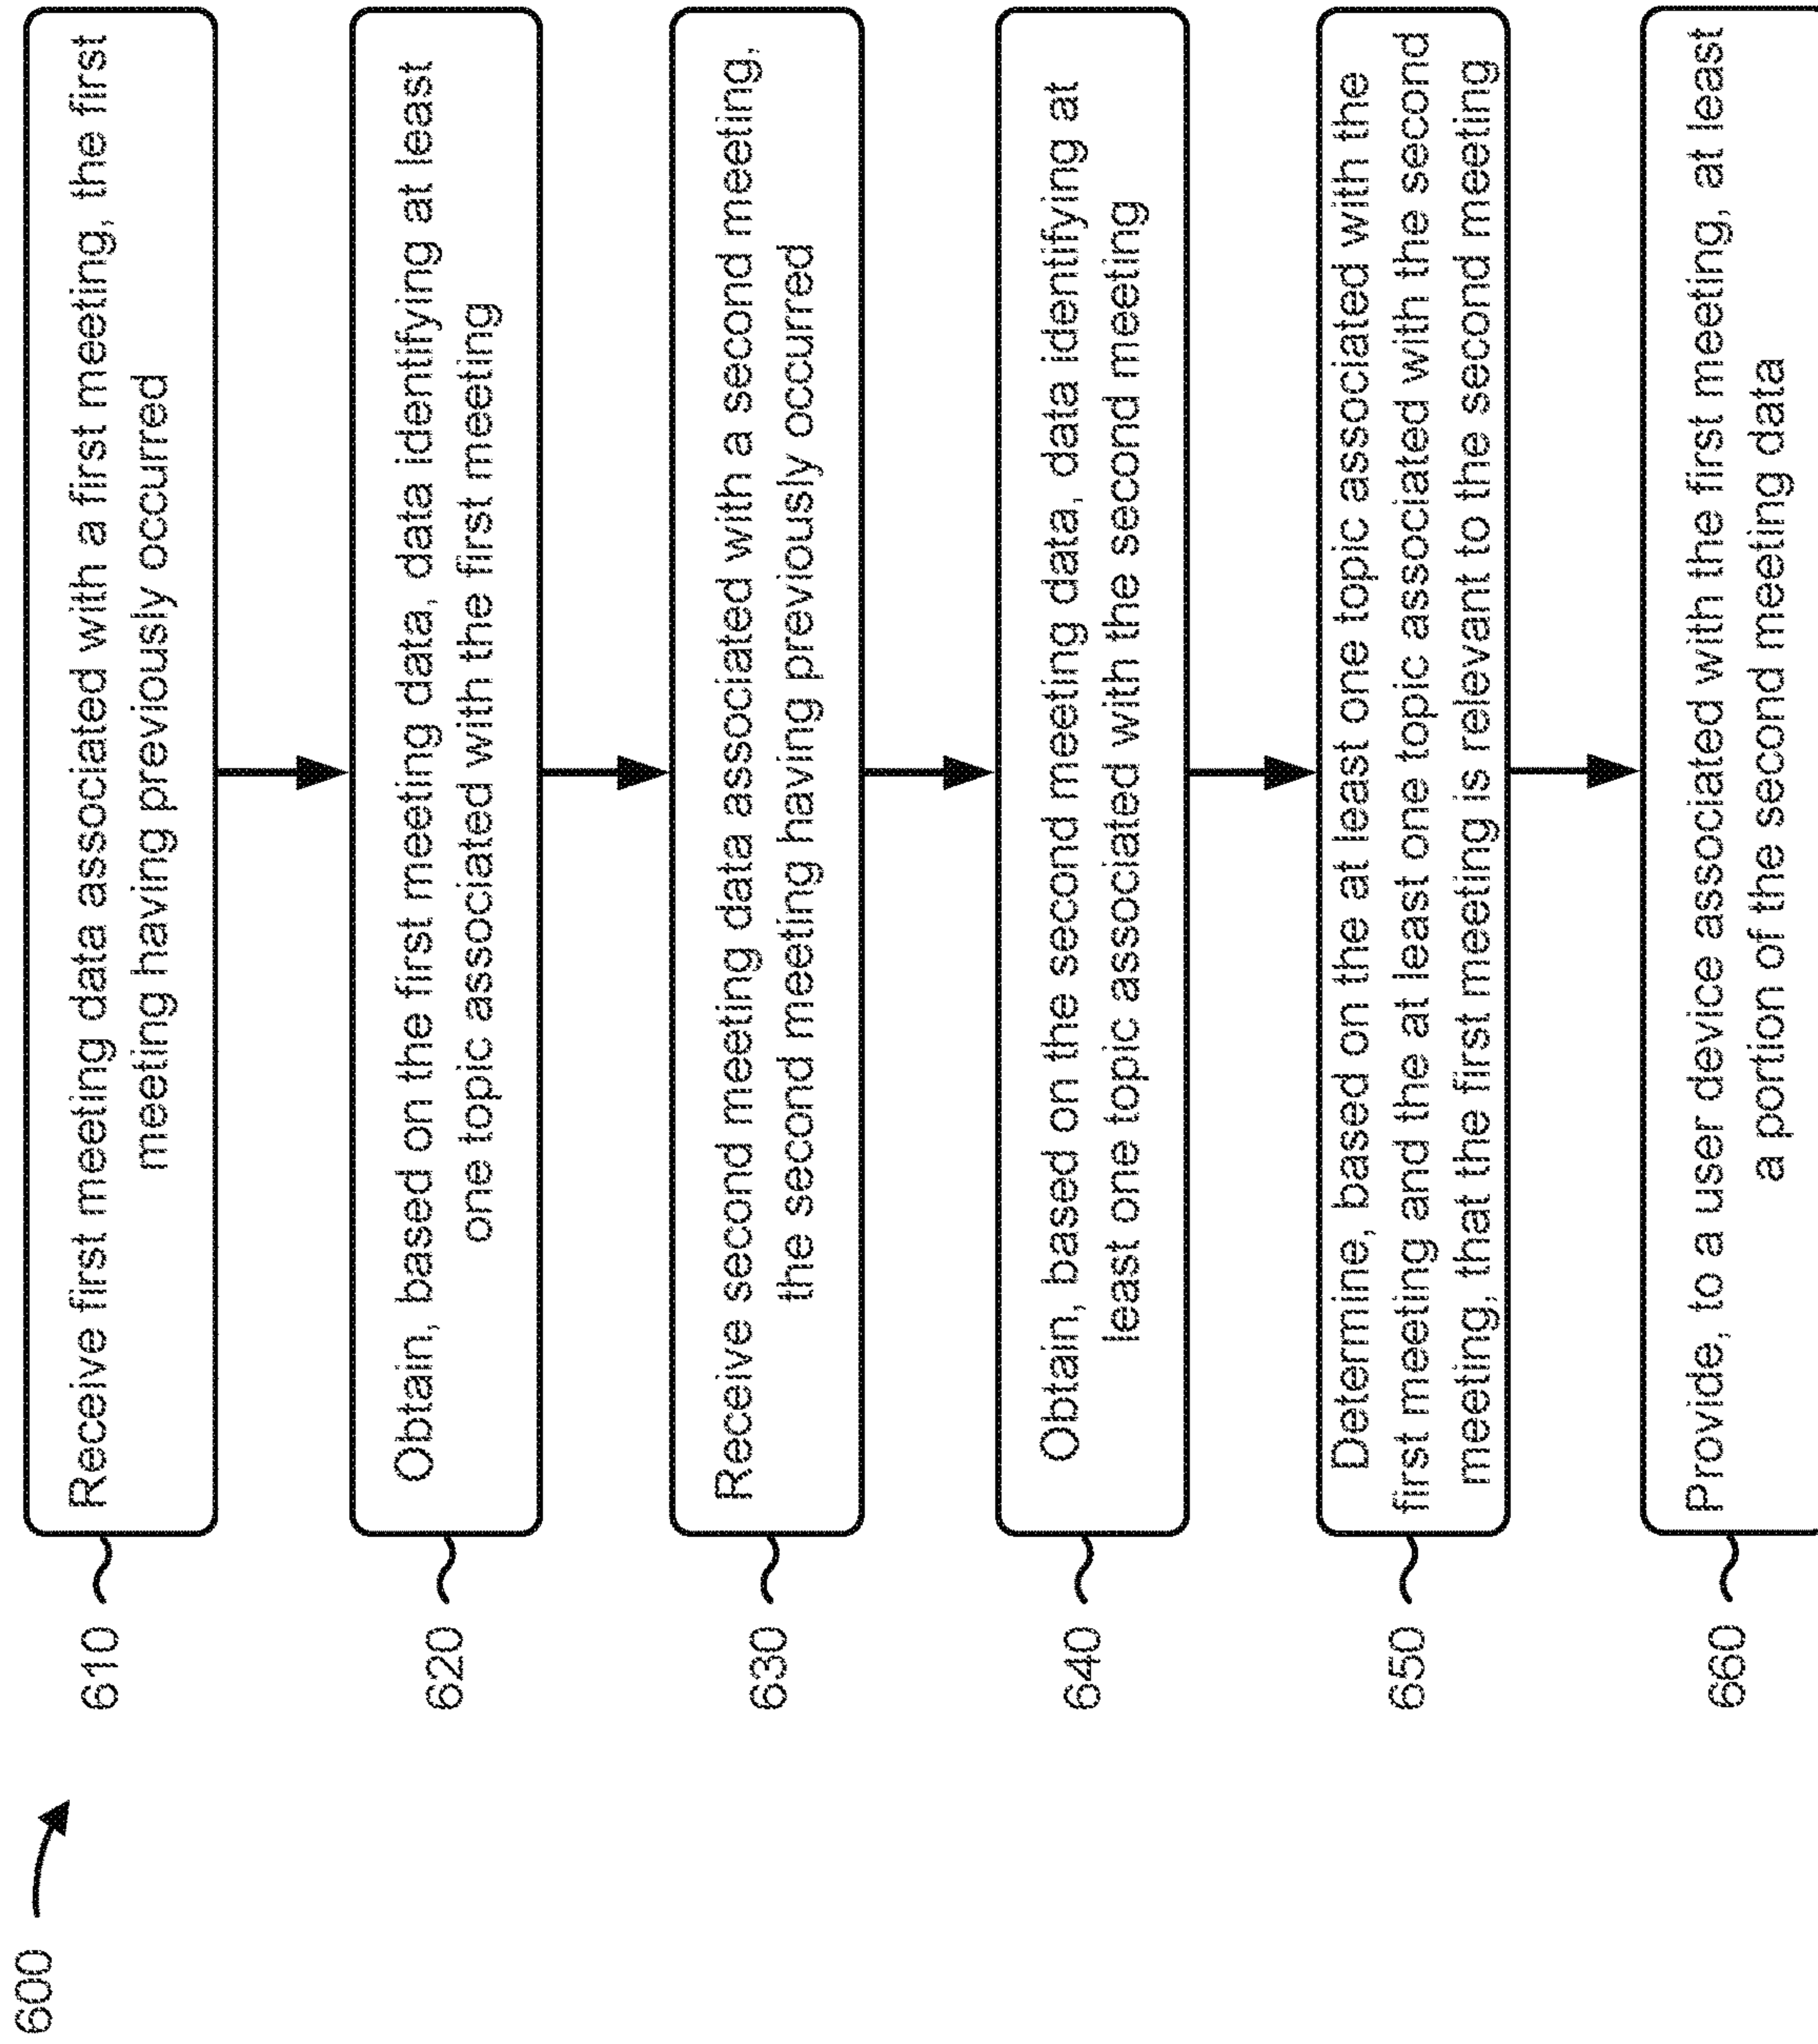 600
610
Receive first meeting data associated with a first meeting, the first
meeting having previously occurred
620
Obtain, based on the first meeting data, data identifying at least
one topic associated with the first meeting
630
Receive second meeting data associated with a second meeting,
the second meeting having previously occurred
640
Obtain, based on the second meeting data, data identifying at
least one topic associated with the second meeting
650
Determine, based on the at least one topic associated with the
first meeting and the at least one topic associated with the second
meeting, that the first meeting is relevant to the second meeting
660
Provide, to a user device associated with the first meeting, at least
a portion of the second meeting data